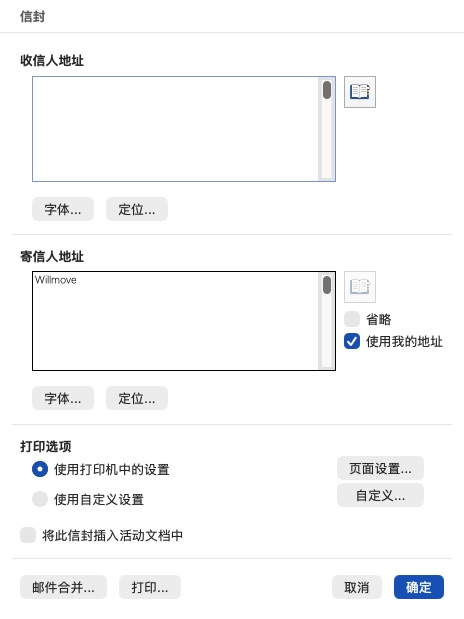 信封
收信人地址
字体...
定位...
寄信人地址
Willmove
省略
使用我的地址
字体...
定位...
打印选项
使用打印机中的设置
页面设置...
使用自定义设置
自定义...
将此信封插入活动文档中
邮件合并...
打印...
取消
确定